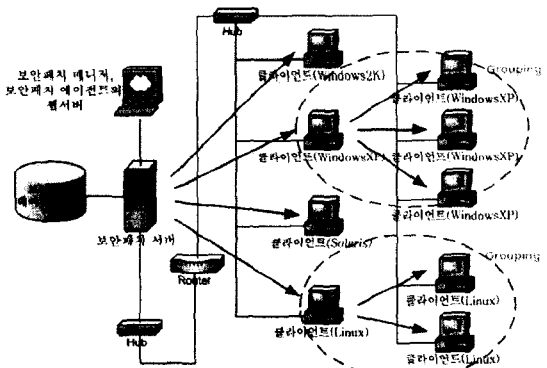 Hub
보안패치 매니저,
보안패치 에이전트의
웹서버
클라이언트(Windows2K)
Grouping
클라이언트(WindowsXP)
클라이언트(WindowsXP)
클라이언트(WindowsXP)
보안패치 서버
클라이언트(WindowsXP)
클라이언트(Solaris)
Router
Grouping
클라이언트(Linux)
Hub
클라이언트(Linux)
클라이언트(Linux)